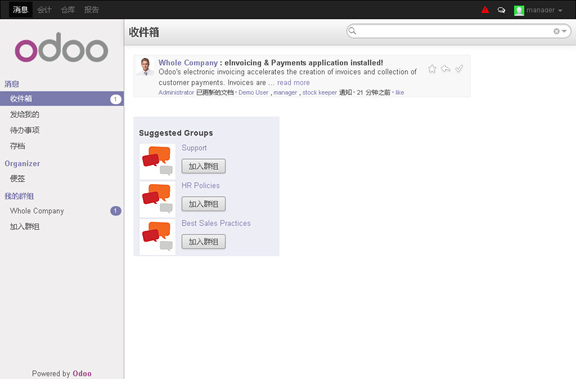 消息 会计 仓库 报告 manager
odoo
收件箱
消息
收件箱 1
发给我的
待办事项
存档
Organizer
便签
我的群组
Whole Company 1
加入群组
Whole Company : eInvoicing & Payments application installed!
Odoo's electronic invoicing accelerates the creation of invoices and collection of
customer payments. Invoices are ... read more
Administrator 已更新的文档 • Demo User , manager , stock keeper 通知 • 21 分钟之前 • like
Suggested Groups
Support
加入群组
HR Policies
加入群组
Best Sales Practices
加入群组
Powered by Odoo